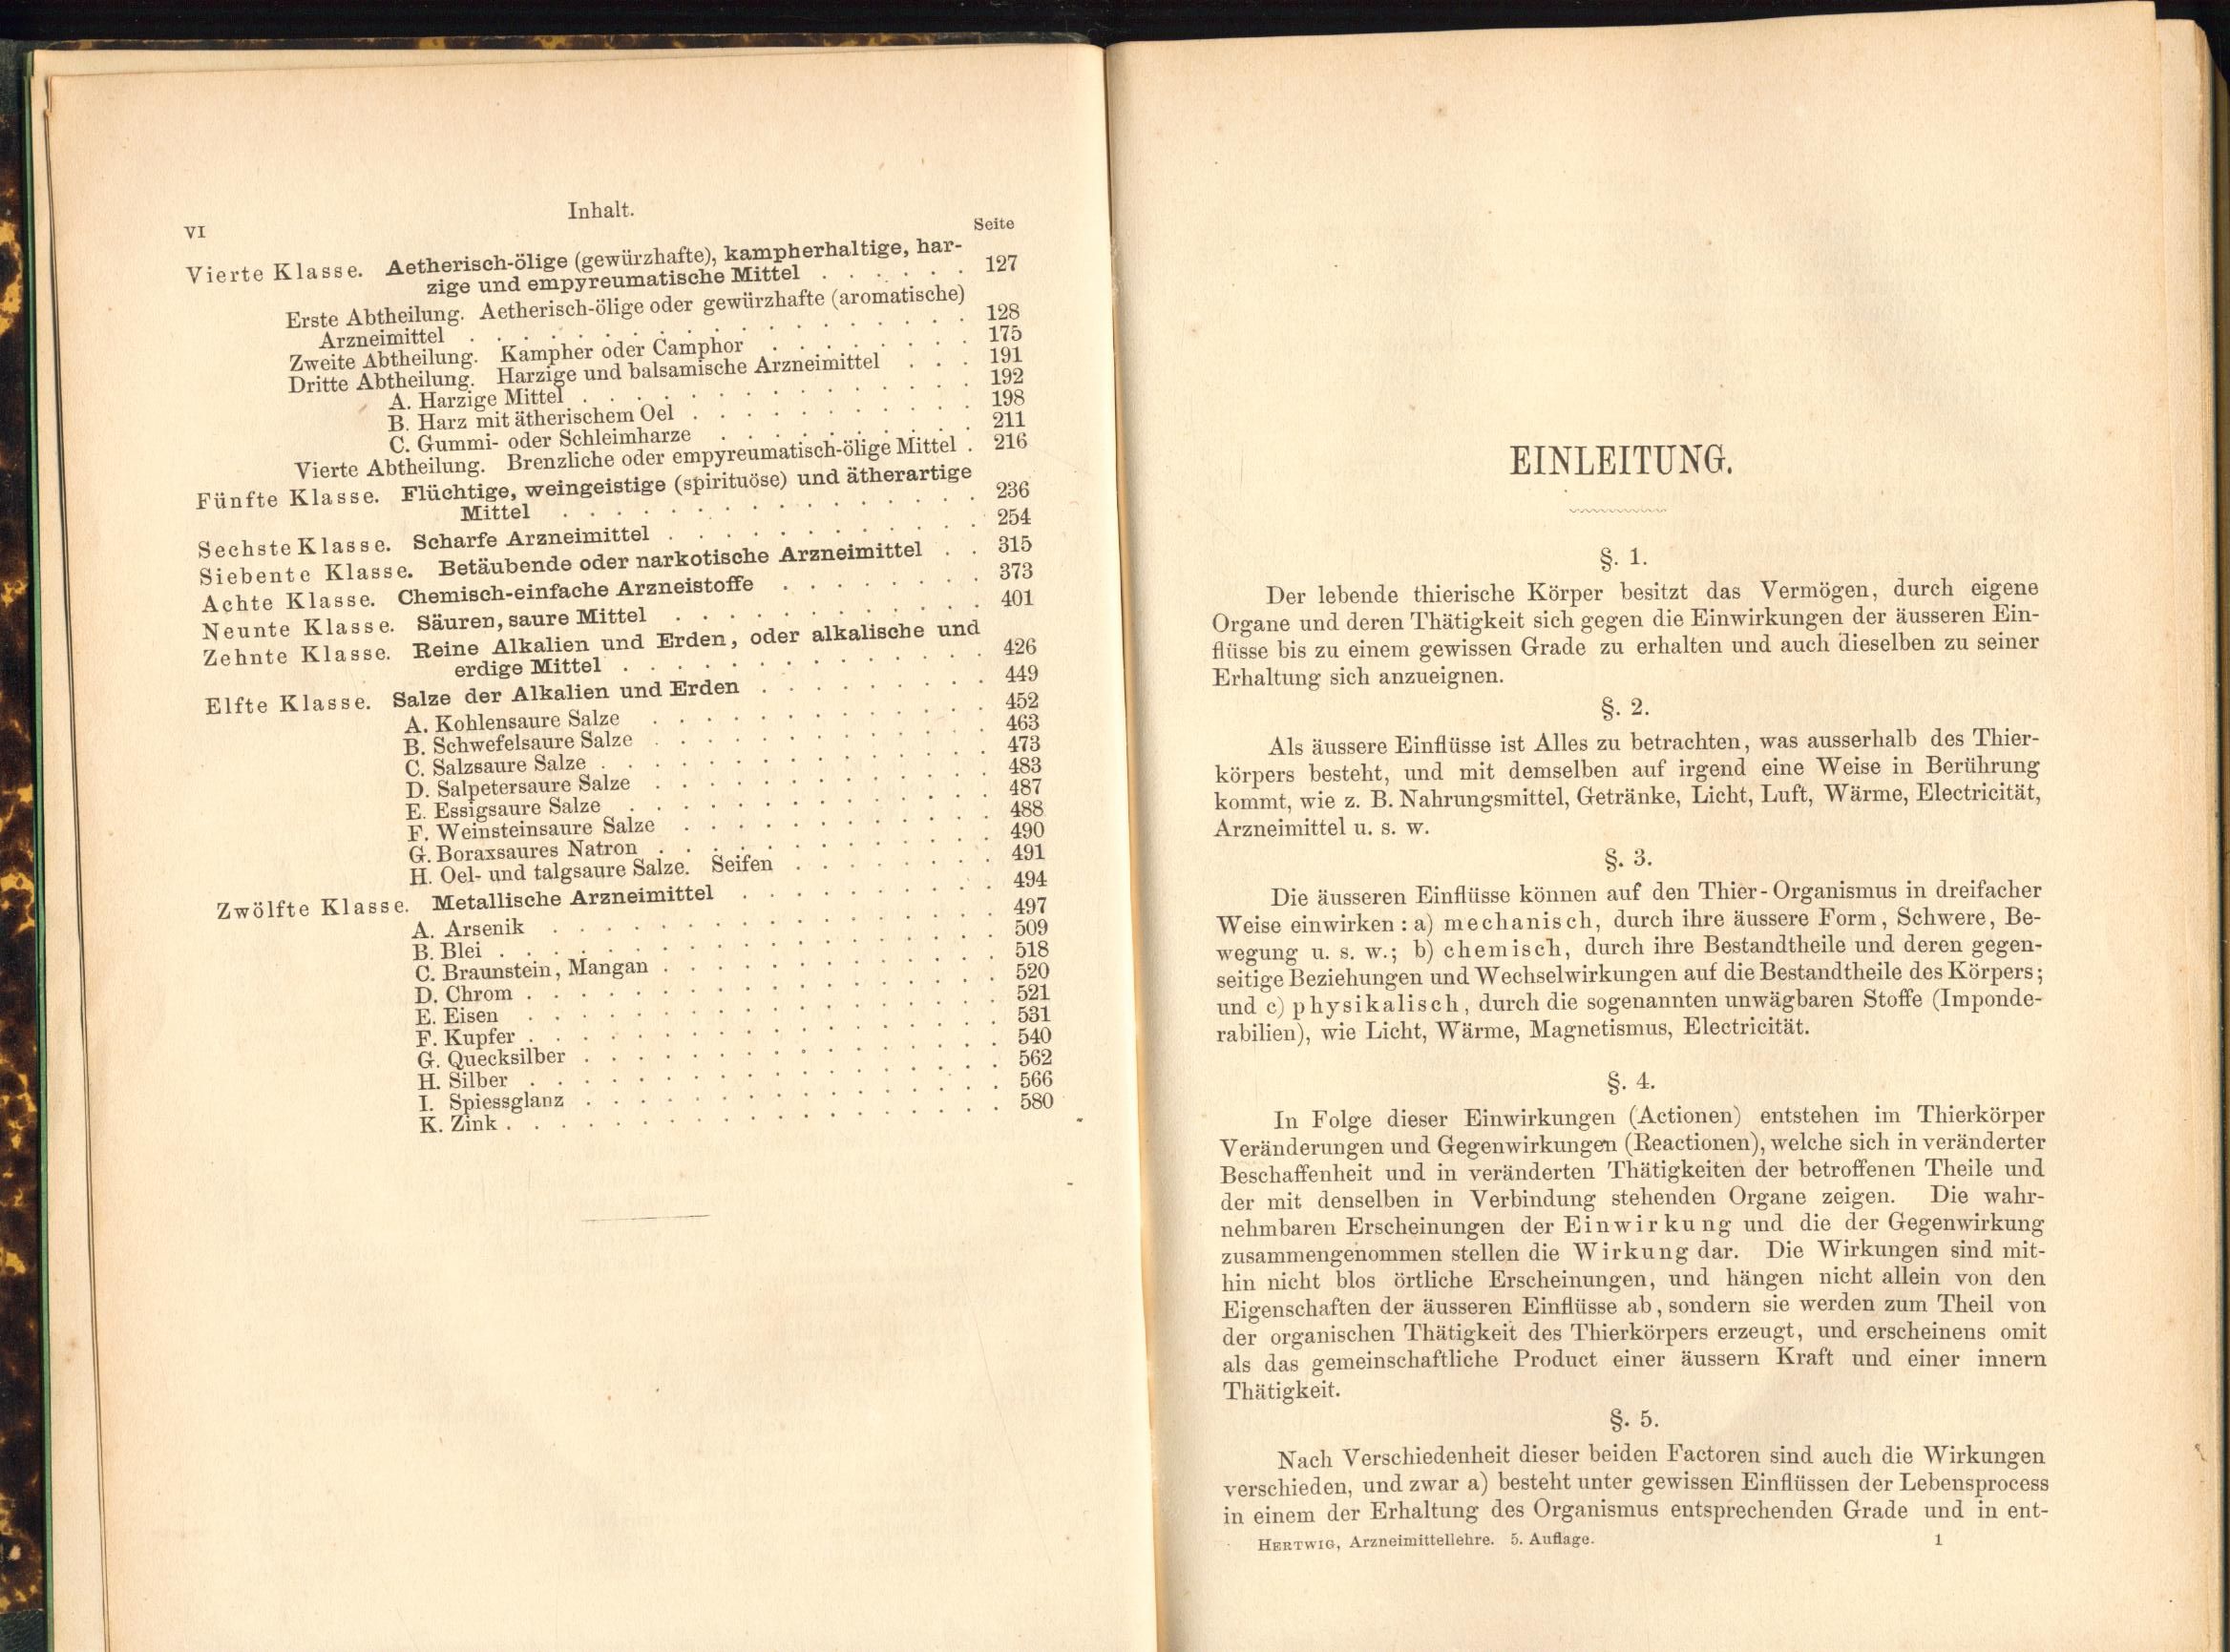 VI
Inhalt.
Seite
Vierte Klasse. Aetherisch-ölige (gewürzhafte), kampherhaltige, har-
zige und empyreumatische Mittel . . . . . . 127
Erste Abtheilung. Aetherisch-ölige oder gewürzhafte (aromatische)
Arzneimittel . . . . . . . . . . . . . . . . . . . 128
Zweite Abtheilung. Kampher oder Camphor . . . . . . . . 175
Dritte Abtheilung. Harzige und balsamische Arzneimittel . . . 191
A. Harzige Mittel . . . . . . . . . . . . . . . 192
B. Harz mit ätherischem Oel . . . . . . . . . . . 198
C. Gummi- oder Schleimharze . . . . . . . . . . 211
Vierte Abtheilung. Brenzliche oder empyreumatisch-ölige Mittel . 216
Fünfte Klasse. Flüchtige, weingeistige (spirituöse) und ätherartige
Mittel . . . . . . . . . . . . . . . . 236
Sechste Klasse. Scharfe Arzneimittel . . . . . . . . . . . . 254
Siebente Klasse. Betäubende oder narkotische Arzneimittel . . 315
Achte Klasse. Chemisch-einfache Arzneistoffe . . . . . . . . 373
Neunte Klasse. Säuren, saure Mittel . . . . . . . . . . . . 401
Zehnte Klasse. Reine Alkalien und Erden, oder alkalische und
erdige Mittel . . . . . . . . . . . . . . 426
Elfte Klasse. Salze der Alkalien und Erden . . . . . . . . . 449
A. Kohlensaure Salze . . . . . . . . . . . . . 452
B. Schwefelsaure Salze . . . . . . . . . . . . . 463
C. Salzsaure Salze . . . . . . . . . . . . . . . 473
D. Salpetersaure Salze . . . . . . . . . . . . . 483
E. Essigsaure Salze . . . . . . . . . . . . . . 487
F. Weinsteinsaure Salze . . . . . . . . . . . . 488
G. Boraxsaures Natron . . . . . . . . . . . . . 490
H. Oel- und talgsaure Salze. Seifen . . . . . . . . 491
Zwölfte Klasse. Metallische Arzneimittel . . . . . . . . . . 494
A. Arsenik . . . . . . . . . . . . . . . . . 497
B. Blei . . . . . . . . . . . . . . . . . . . 509
C. Braunstein, Mangan . . . . . . . . . . . . . 518
D. Chrom . . . . . . . . . . . . . . . . . . 520
E. Eisen . . . . . . . . . . . . . . . . . . 521
F. Kupfer . . . . . . . . . . . . . . . . . . 531
G. Quecksilber . . . . . . . . . . . . . . . . 540
H. Silber . . . . . . . . . . . . . . . . . . 562
I. Spiessglanz . . . . . . . . . . . . . . . . 566
K. Zink . . . . . . . . . . . . . . . . . . . 580
EINLEITUNG.
§. 1.
Der lebende thierische Körper besitzt das Vermögen, durch eigene
Organe und deren Thätigkeit sich gegen die Einwirkungen der äusseren Ein-
flüsse bis zu einem gewissen Grade zu erhalten und auch dieselben zu seiner
Erhaltung sich anzueignen.
§. 2.
Als äussere Einflüsse ist Alles zu betrachten, was ausserhalb des Thier-
körpers besteht, und mit demselben auf irgend eine Weise in Berührung
kommt, wie z. B. Nahrungsmittel, Getränke, Licht, Luft, Wärme, Electricität,
Arzneimittel u. s. w.
§. 3.
Die äusseren Einflüsse können auf den Thier-Organismus in dreifacher
Weise einwirken: a) mechanisch, durch ihre äussere Form, Schwere, Be-
wegung u. s. w.; b) chemisch, durch ihre Bestandtheile und deren gegen-
seitige Beziehungen und Wechselwirkungen auf die Bestandtheile des Körpers;
und c) physikalisch, durch die sogenannten unwägbaren Stoffe (Imponde-
rabilien), wie Licht, Wärme, Magnetismus, Electricität.
§. 4.
In Folge dieser Einwirkungen (Actionen) entstehen im Thierkörper
Veränderungen und Gegenwirkungen (Reactionen), welche sich in veränderter
Beschaffenheit und in veränderten Thätigkeiten der betroffenen Theile und
der mit denselben in Verbindung stehenden Organe zeigen. Die wahr-
nehmbaren Erscheinungen der Einwirkung und die der Gegenwirkung
zusammengenommen stellen die Wirkung dar. Die Wirkungen sind mit-
hin nicht blos örtliche Erscheinungen, und hängen nicht allein von den
Eigenschaften der äusseren Einflüsse ab, sondern sie werden zum Theil von
der organischen Thätigkeit des Thierkörpers erzeugt, und erscheinens omit
als das gemeinschaftliche Product einer äussern Kraft und einer innern
Thätigkeit.
§. 5.
Nach Verschiedenheit dieser beiden Factoren sind auch die Wirkungen
verschieden, und zwar a) besteht unter gewissen Einflüssen der Lebensprocess
in einem der Erhaltung des Organismus entsprechenden Grade und in ent-
HERTWIG, Arzneimittellehre. 5. Auflage. 1